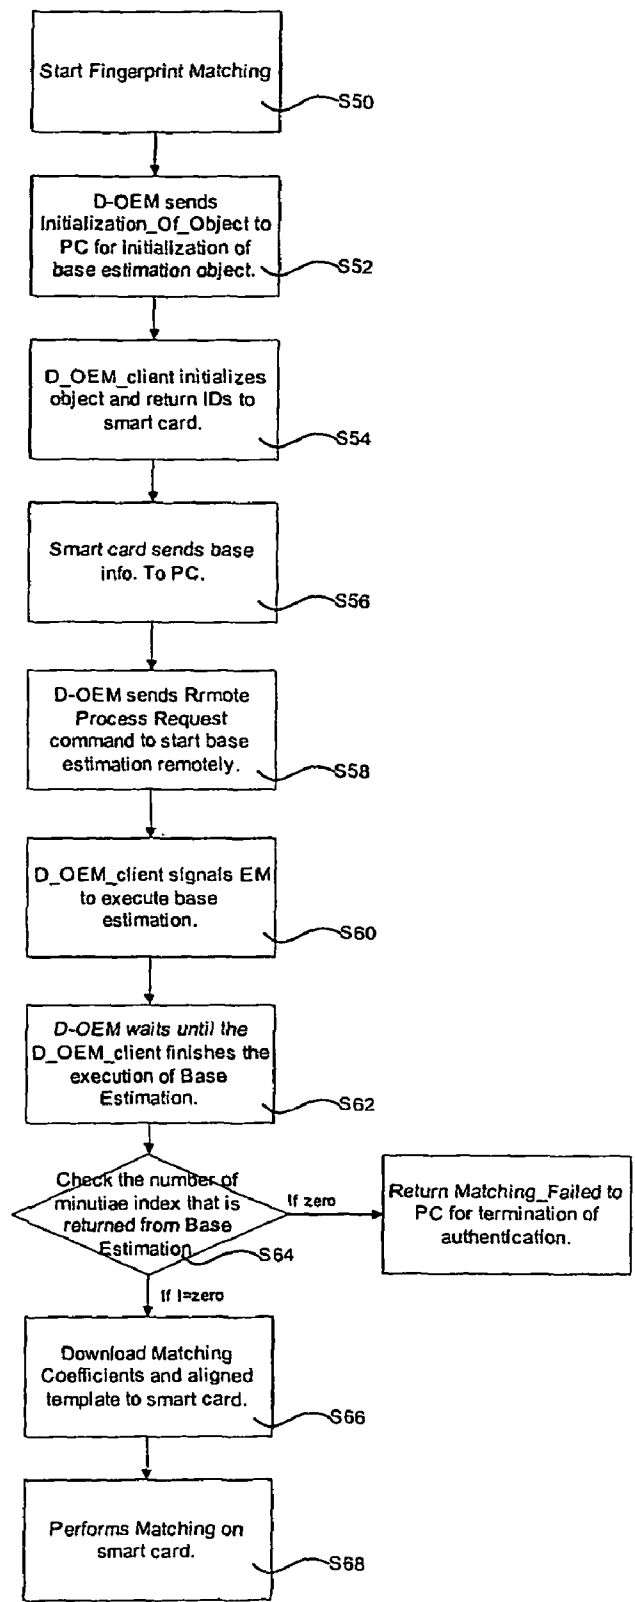 Start Fingerprint Matching
S50
D-OEM sends
Initialization_Of_Object to
PC for initialization of
base estimation object.
S52
D_OEM_client initializes
object and return IDs to
smart card.
S54
Smart card sends base
info. To PC.
S56
D-OEM sends Rrmote
Process Request
command to start base
estimation remotely.
S58
D_OEM_client signals EM
to execute base
estimation.
S60
D-OEM waits until the
D_OEM_client finishes the
execution of Base
Estimation.
S62
Check the number of
minutiae index that is
returned from Base
Estimation
S64
If zero
Return Matching_Failed to
PC for termination of
authentication.
If !=zero
Download Matching
Coefficients and aligned
template to smart card.
S66
Performs Matching on
smart card.
S68